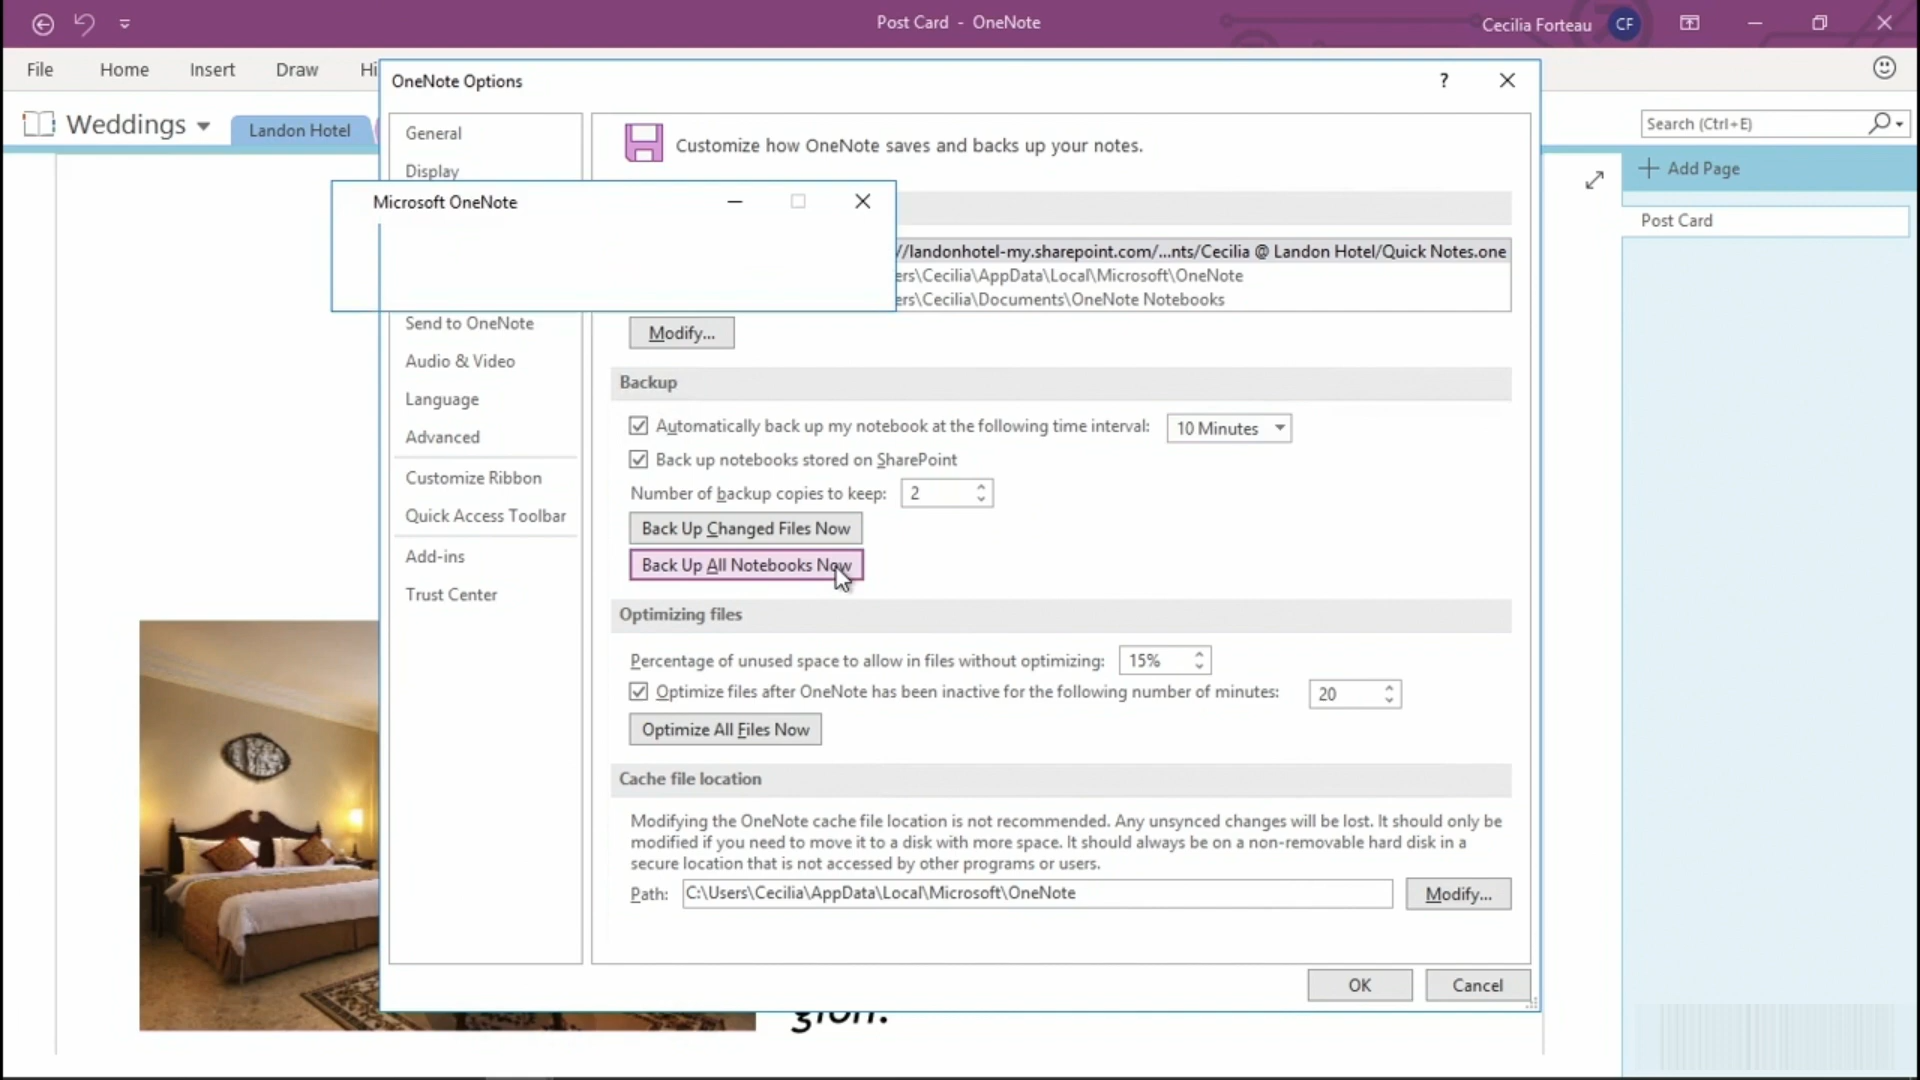 Post Card - OneNote
Cecilia Forteau
CF
File
Home
Insert
Draw
Hi
OneNote Options
?
Weddings
Landon Hotel
Search (Ctrl+E)
General
Display
Customize how OneNote saves and backs up your notes.
Add Page
Post Card
Microsoft OneNote
//landonhotel-my.sharepoint.com/...nts/Cecilia @ Landon Hotel/Quick Notes.one
ers\Cecilia\AppData\Local\Microsoft\OneNote
ers\Cecilia\Documents\OneNote Notebooks
Modify...
Send to OneNote
Audio & Video
Language
Advanced
Customize Ribbon
Quick Access Toolbar
Add-ins
Trust Center
Backup
Automatically back up my notebook at the following time interval: 10 Minutes
Back up notebooks stored on SharePoint
Number of backup copies to keep: 2
Back Up Changed Files Now
Back Up All Notebooks Now
Optimizing files
Percentage of unused space to allow in files without optimizing: 15%
Optimize files after OneNote has been inactive for the following number of minutes: 20
Optimize All Files Now
Cache file location
Modifying the OneNote cache file location is not recommended. Any unsynced changes will be lost. It should only be
modified if you need to move it to a disk with more space. It should always be on a non-removable hard disk in a
secure location that is not accessed by other programs or users.
Path: C:\Users\Cecilia\AppData\Local\Microsoft\OneNote
Modify...
OK
Cancel